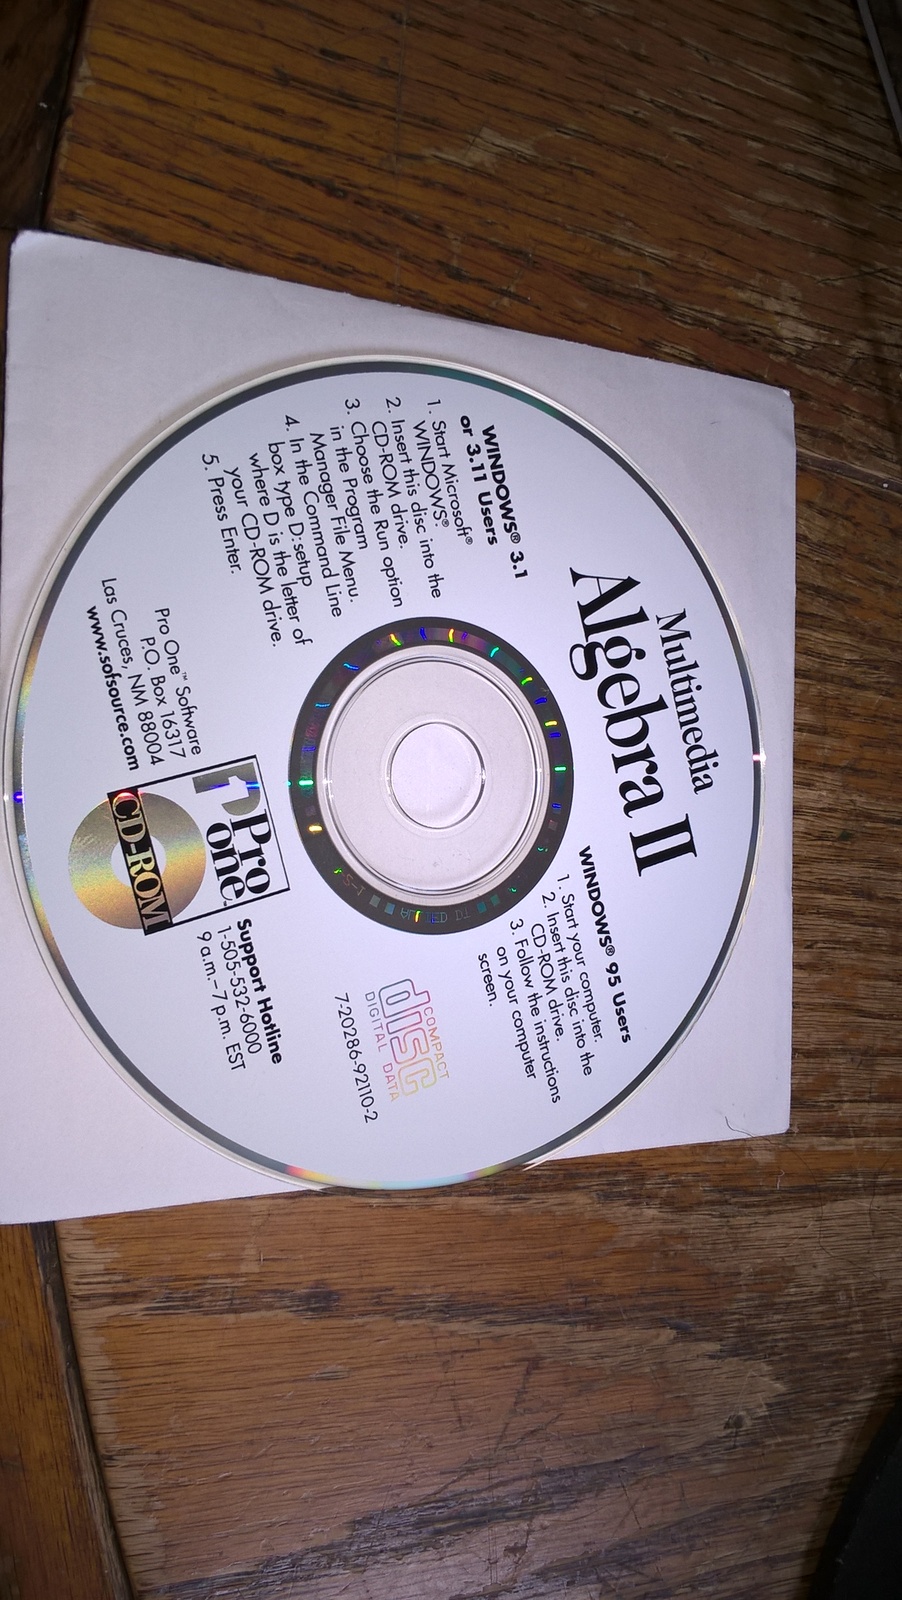 Multimedia
Algebra II
WINDOWS® 3.1
or 3.11 Users
1. Start Microsoft®
WINDOWS®.
2. Insert this disc into the
CD-ROM drive.
3. Choose the Run option
in the Program
Manager File Menu.
4. In the Command Line
box type D:setup
where D is the letter of
your CD-ROM drive.
5. Press Enter.
WINDOWS® 95 Users
1. Start your computer.
2. Insert this disc into the
CD-ROM drive.
3. Follow the instructions
on your computer
screen.
COMPACT
disc
DIGITAL DATA
7-20286-92110-2
Pro One™ Software
P.O. Box 16317
Las Cruces, NM 88004
www.sofsource.com
1 Pro
one
CD-ROM
Support Hotline
1-505-532-6000
9 a.m.–7 p.m. EST